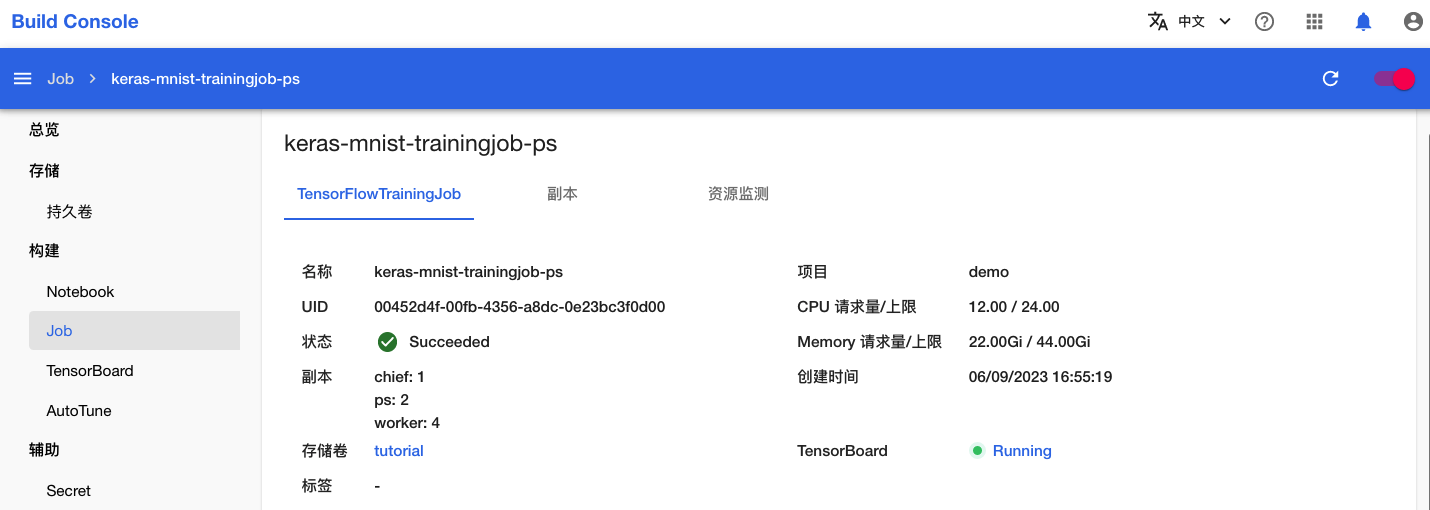 Build Console
中文
Job > keras-mnist-trainingjob-ps
总览
存储
持久卷
构建
Notebook
Job
TensorBoard
AutoTune
辅助
Secret
keras-mnist-trainingjob-ps
TensorFlowTrainingJob 副本 资源监测
名称 keras-mnist-trainingjob-ps 项目 demo
UID 00452d4f-00fb-4356-a8dc-0e23bc3f0d00 CPU 请求量/上限 12.00 / 24.00
状态 Succeeded Memory 请求量/上限 22.00Gi / 44.00Gi
副本 chief: 1 创建时间 06/09/2023 16:55:19
ps: 2
worker: 4
存储卷 tutorial TensorBoard Running
标签 -